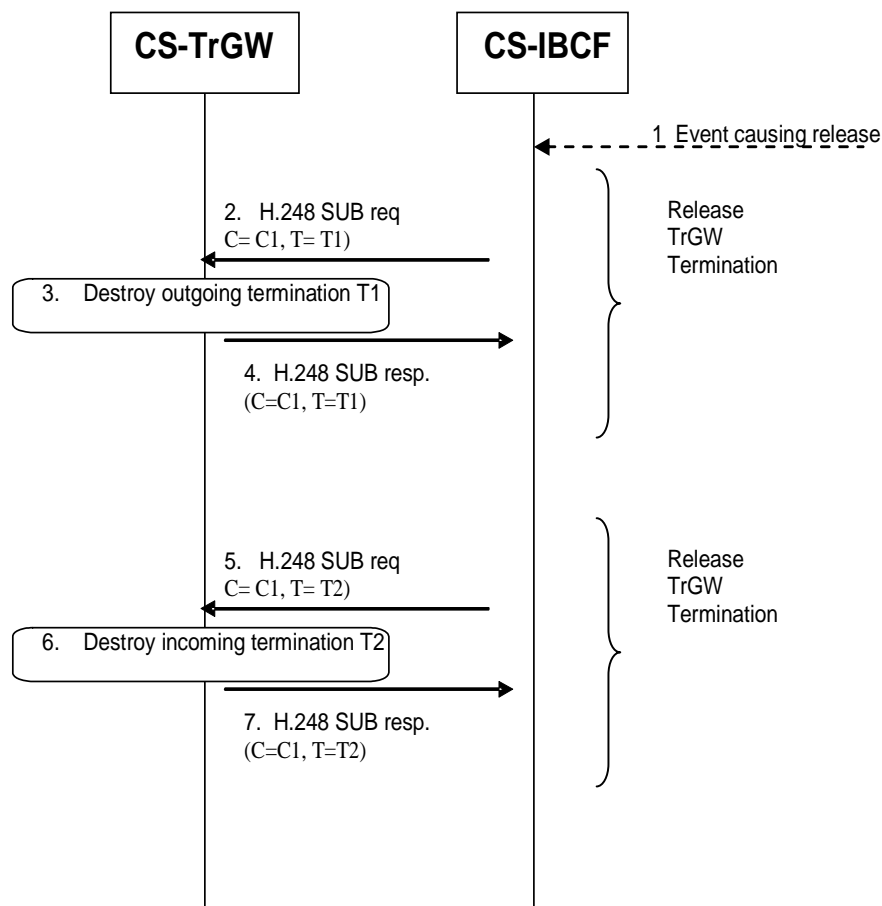 CS-TrGW
CS-IBCF
1 Event causing release
2. H.248 SUB req
C= C1, T= T1)
Release
TrGW
Termination
3. Destroy outgoing termination T1
4. H.248 SUB resp.
(C=C1, T=T1)
5. H.248 SUB req
C= C1, T= T2)
Release
TrGW
Termination
6. Destroy incoming termination T2
7. H.248 SUB resp.
(C=C1, T=T2)